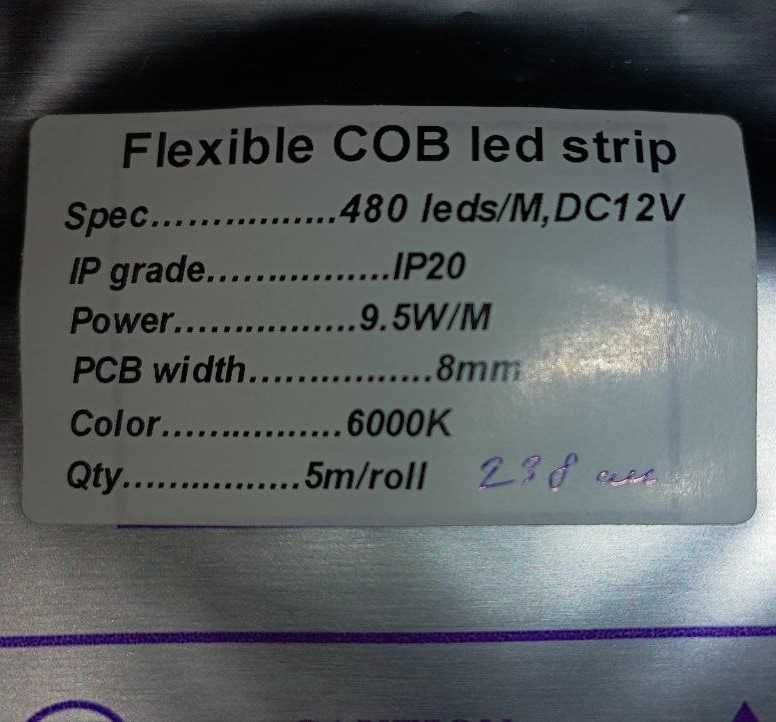 Flexible COB led strip
Spec................480 leds/M,DC12V
IP grade................IP20
Power................9.5W/M
PCB width................8mm
Color................6000K
Qty................5m/roll 238 см